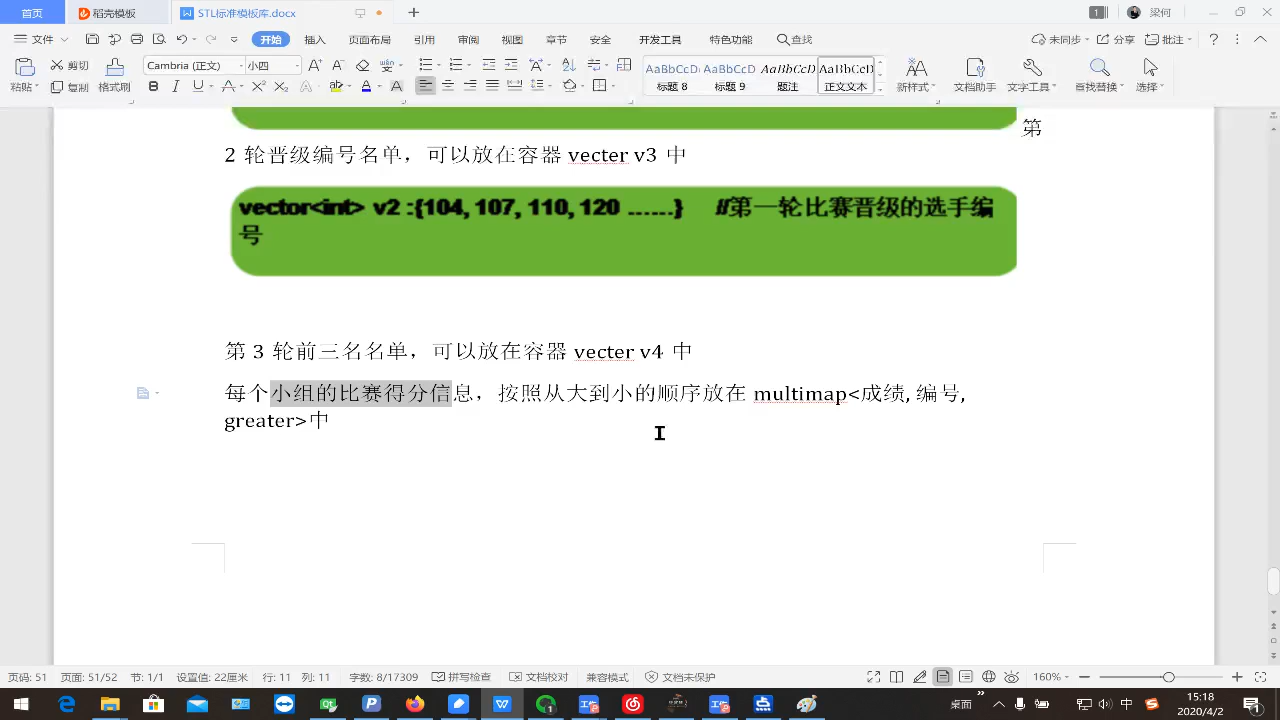 首页 稻壳模板 STL标准模板库.docx 1 梁何
文件 开始 插入 页面布局 引用 审阅 视图 章节 安全 开发工具 特色功能 查找 未同步 分享 批注
粘贴 剪切 复制 格式刷 Cambria (正文) 小四 AaBbCcD 标题 8 AaBbCcD 标题 9 AaBbCcD 题注 AaBbCcD 正文文本 新样式 文档助手 文字工具 查找替换 选择
第
2 轮晋级编号名单，可以放在容器 vecter v3 中
vector<int> v2 :{104, 107, 110, 120 ......} //第一轮比赛晋级的选手编
号
第 3 轮前三名名单，可以放在容器 vecter v4 中
每个小组的比赛得分信息，按照从大到小的顺序放在 multimap<成绩, 编号,
greater>中
页码: 51 页面: 51/52 节: 1/1 设置值: 22厘米 行: 11 列: 11 字数: 8/17309 拼写检查 文档校对 兼容模式 文档未保护 160%
桌面 中 15:18
2020/4/2